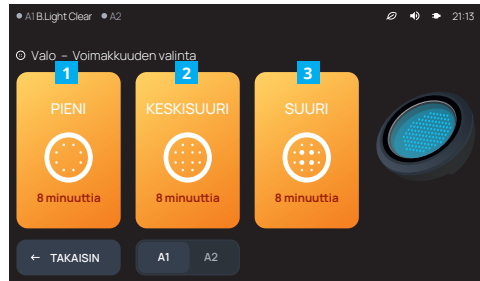 A1 B.Light Clear A2 21:13
Valo – Voimakkuuden valinta
1 2 3
PIENI KESKISUURI SUURI
8 minuuttia 8 minuuttia 8 minuuttia
← TAKAISIN A1 A2